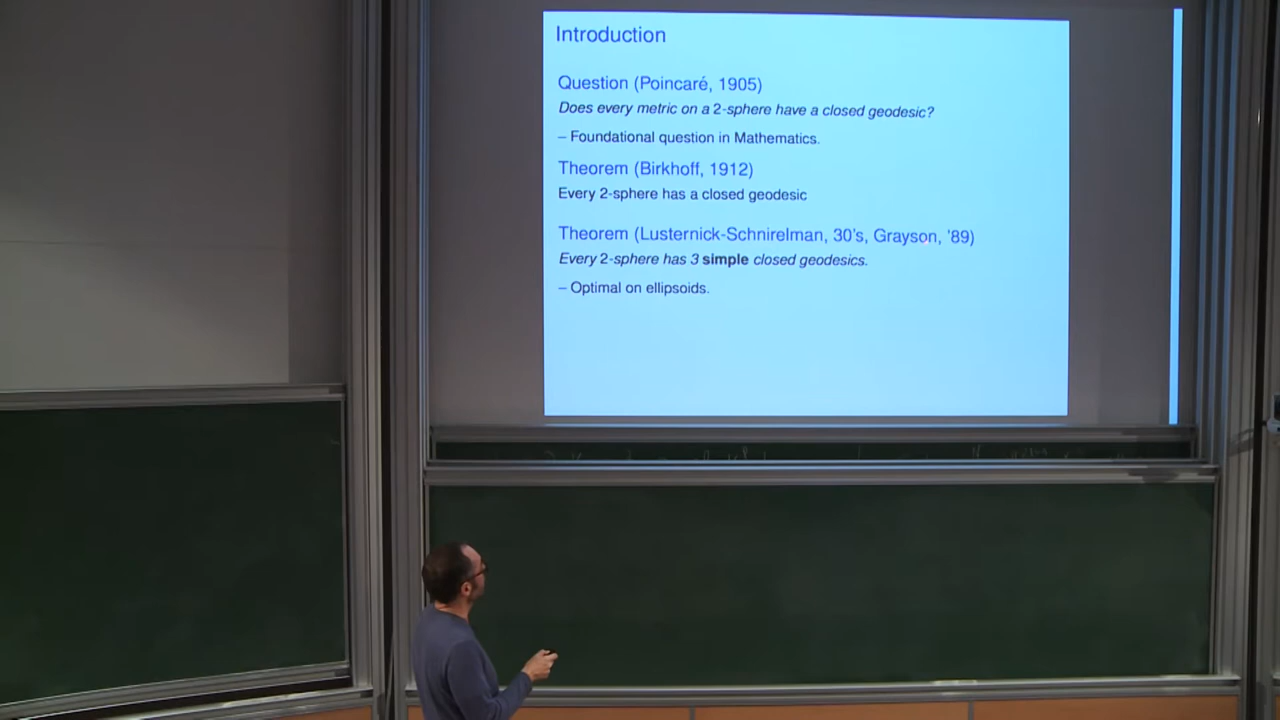 Introduction
Question (Poincaré, 1905)
Does every metric on a 2-sphere have a closed geodesic?
– Foundational question in Mathematics.
Theorem (Birkhoff, 1912)
Every 2-sphere has a closed geodesic
Theorem (Lusternick-Schnirelman, 30's, Grayson, '89)
Every 2-sphere has 3 simple closed geodesics.
– Optimal on ellipsoids.